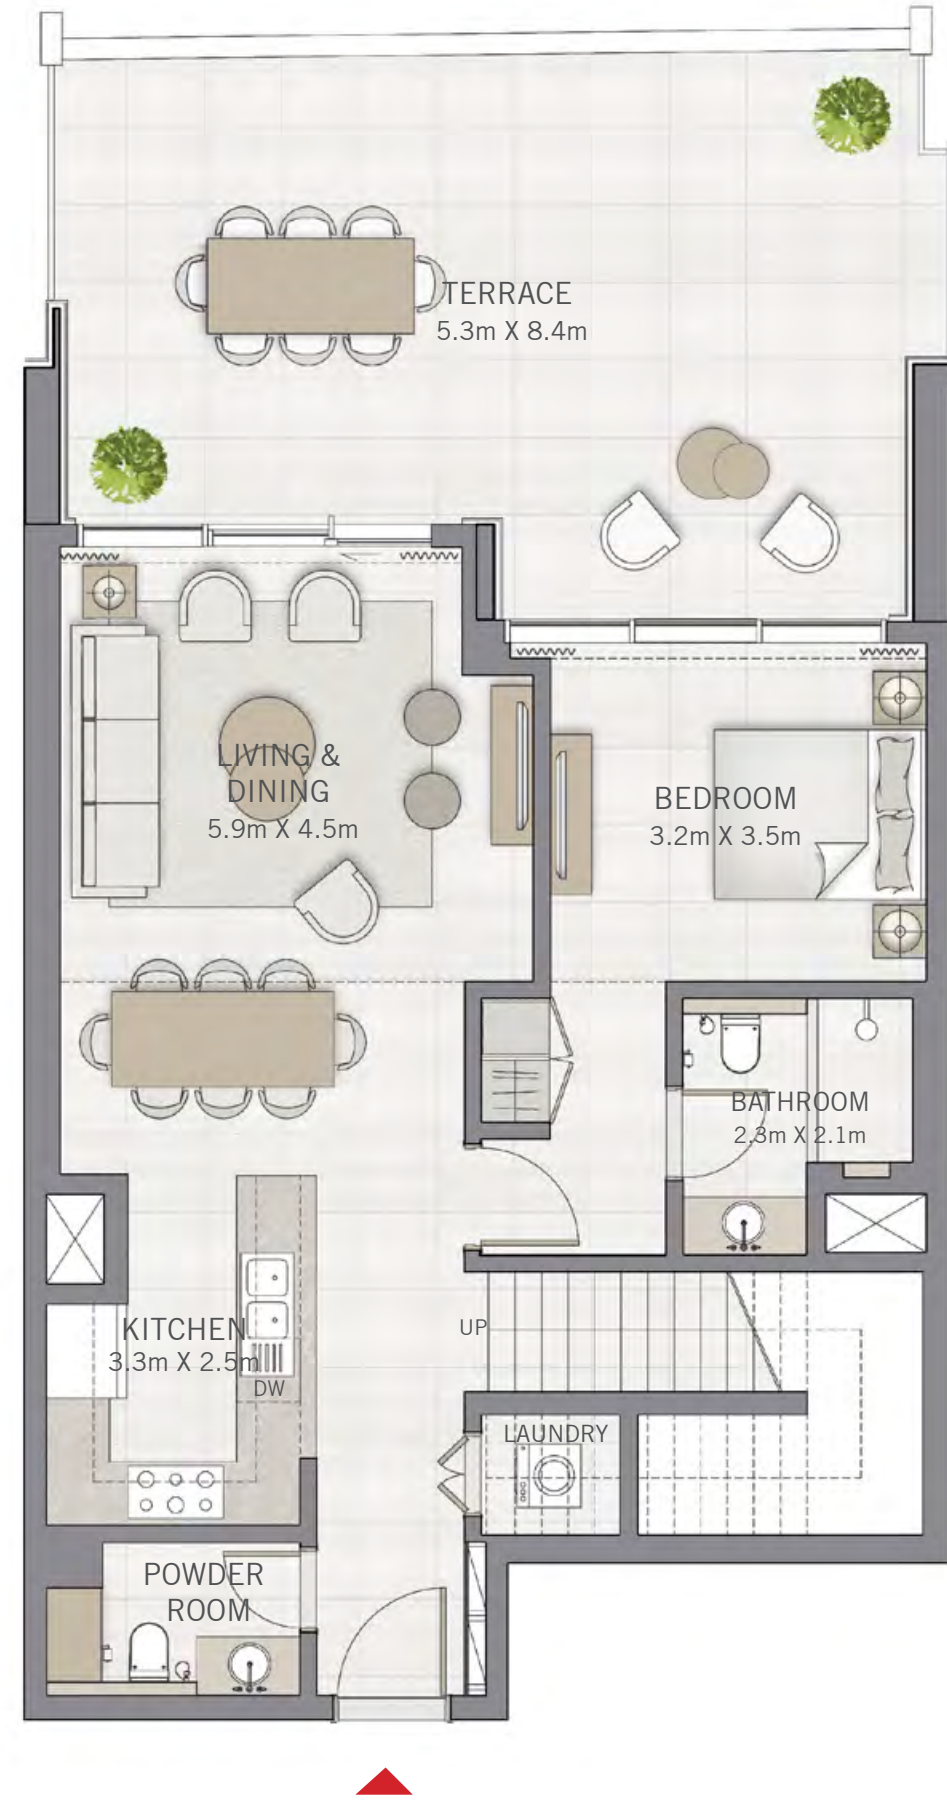 TERRACE
5.3m X 8.4m
LIVING &
DINING
5.9m X 4.5m
BEDROOM
3.2m X 3.5m
BATHROOM
2.3m X 2.1m
KITCHEN
3.3m X 2.5m
DW
UP
LAUNDRY
POWDER
ROOM